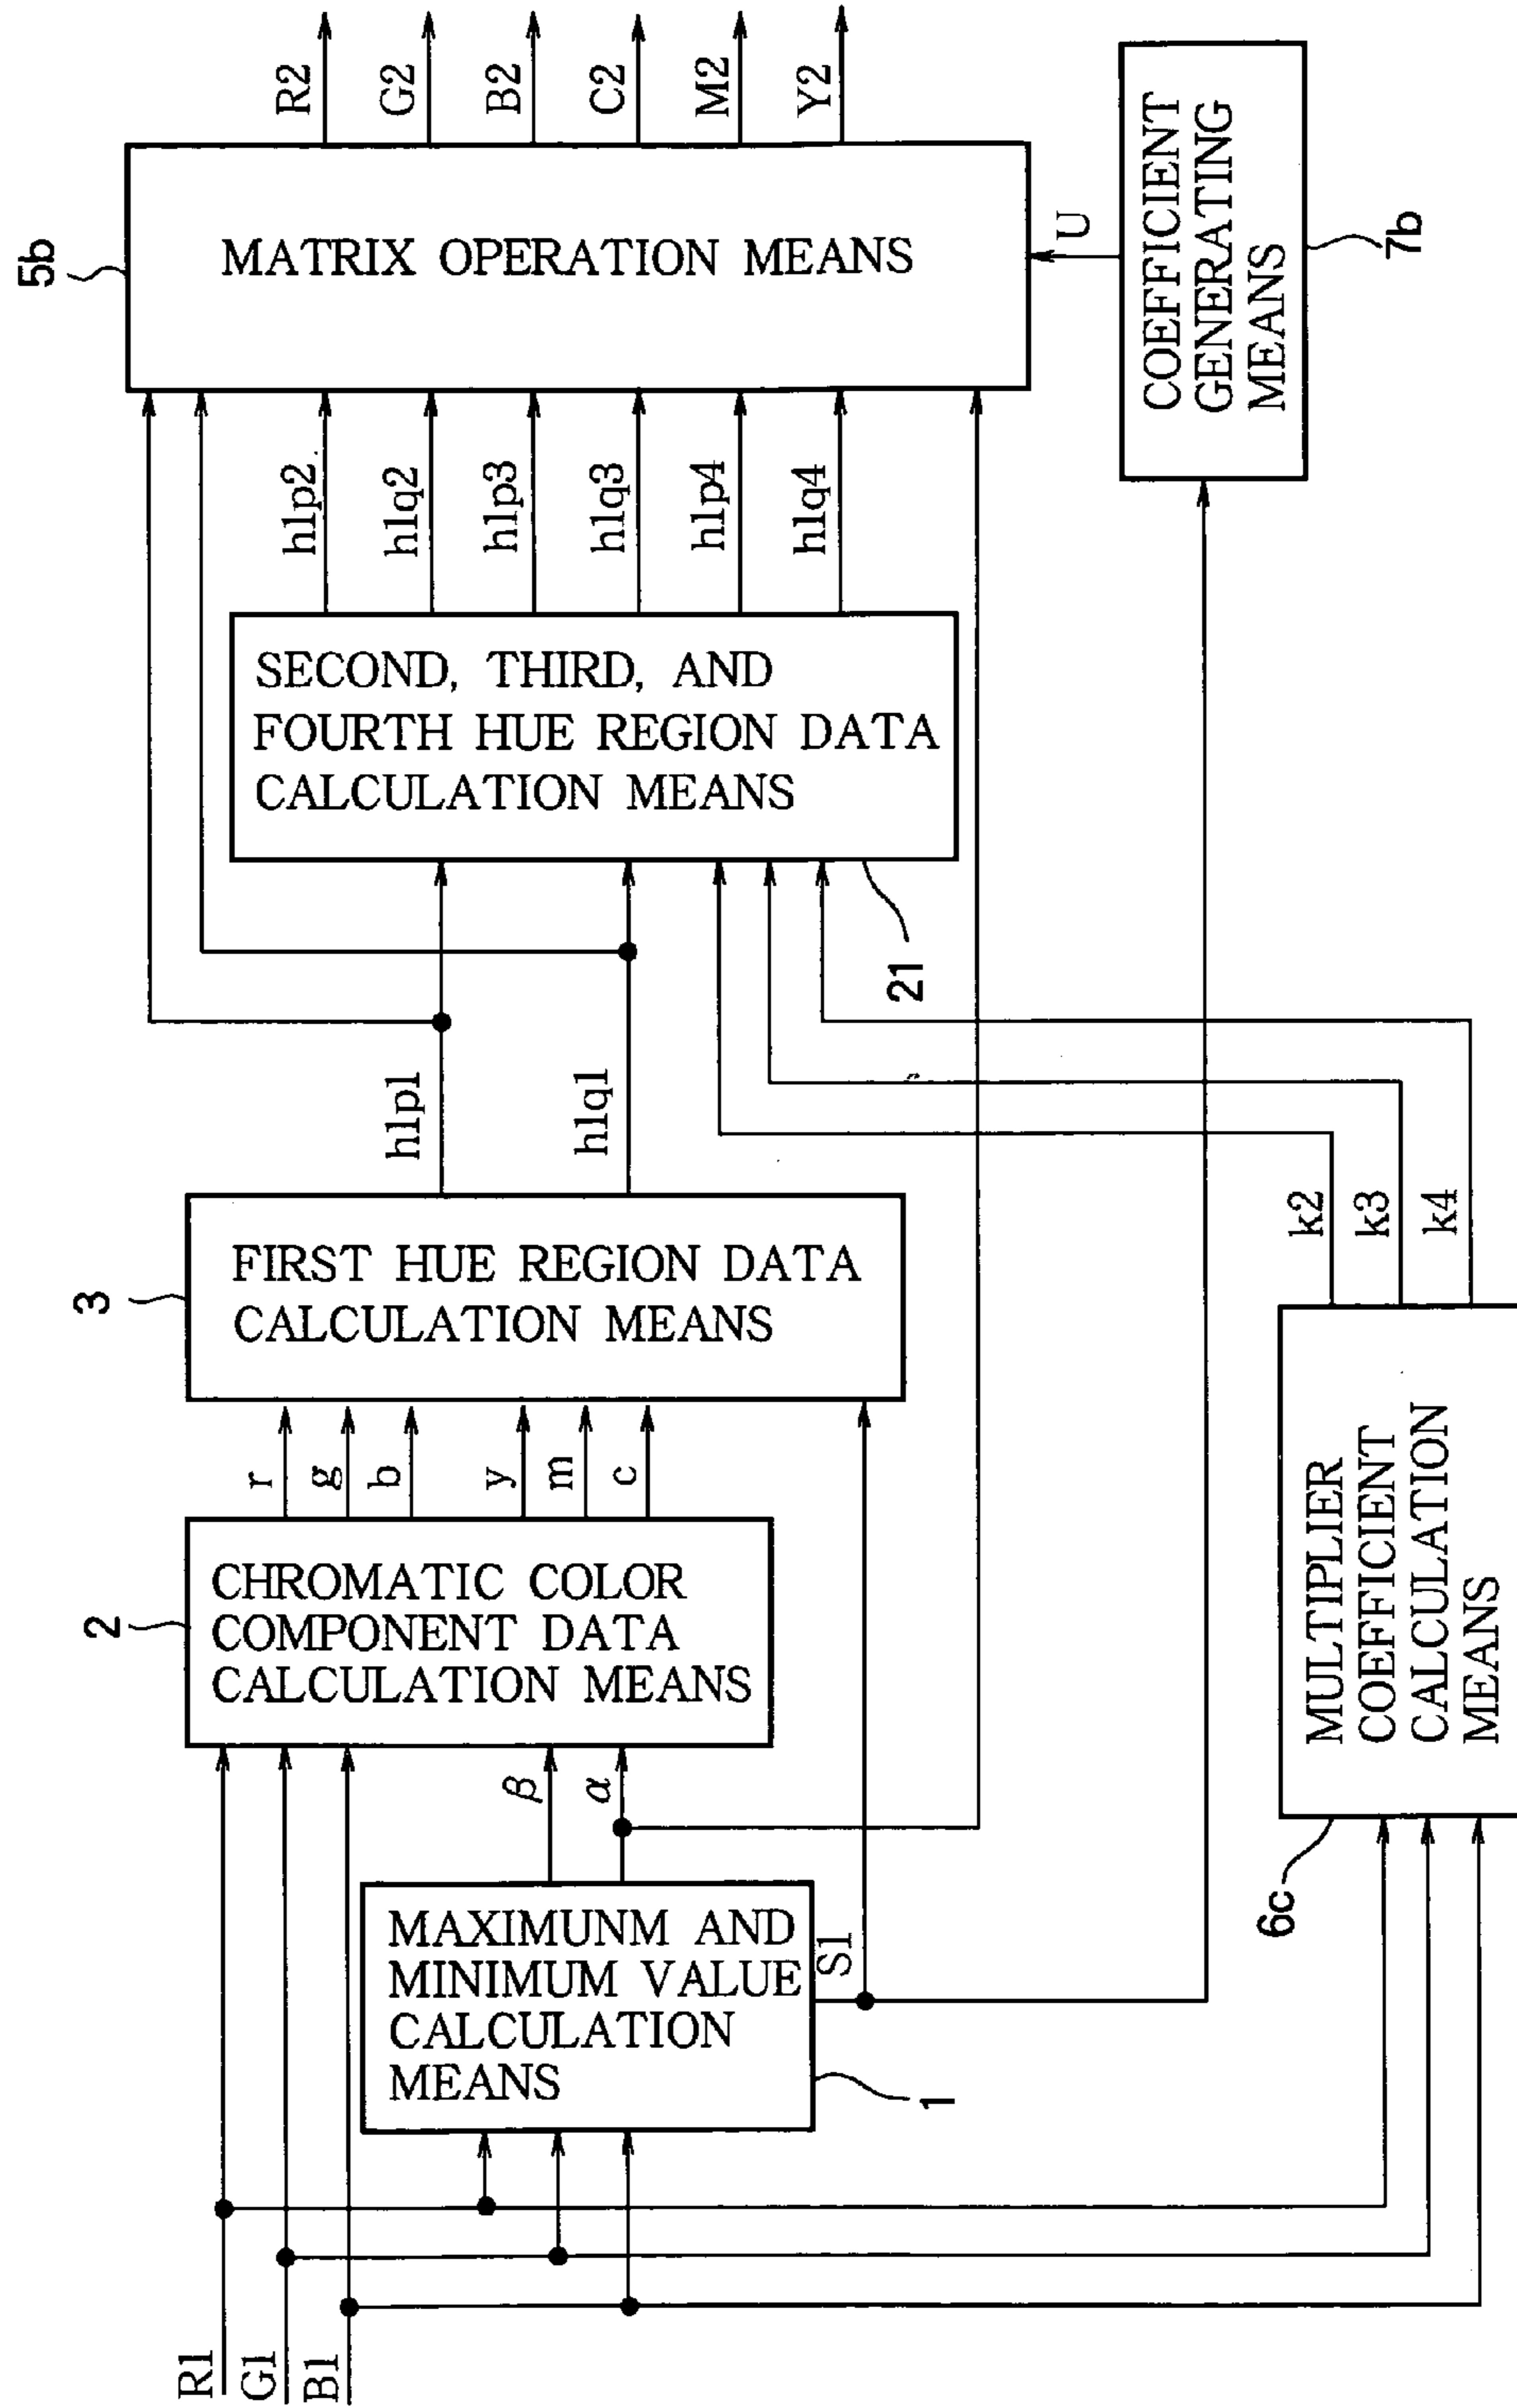 R1
G1
B1
MAXIMUNM AND
MINIMUM VALUE
CALCULATION
MEANS
1
S1
β
α
2
CHROMATIC COLOR
COMPONENT DATA
CALCULATION MEANS
r
g
b
y
m
c
3
FIRST HUE REGION DATA
CALCULATION MEANS
h1p1
h1q1
6c
MULTIPLIER
COEFFICIENT
CALCULATION
MEANS
k2
k3
k4
21
SECOND, THIRD, AND
FOURTH HUE REGION DATA
CALCULATION MEANS
h1p2
h1q2
h1p3
h1q3
h1p4
h1q4
5b
MATRIX OPERATION MEANS
U
COEFFICIENT
GENERATING
MEANS
7b
R2
G2
B2
C2
M2
Y2